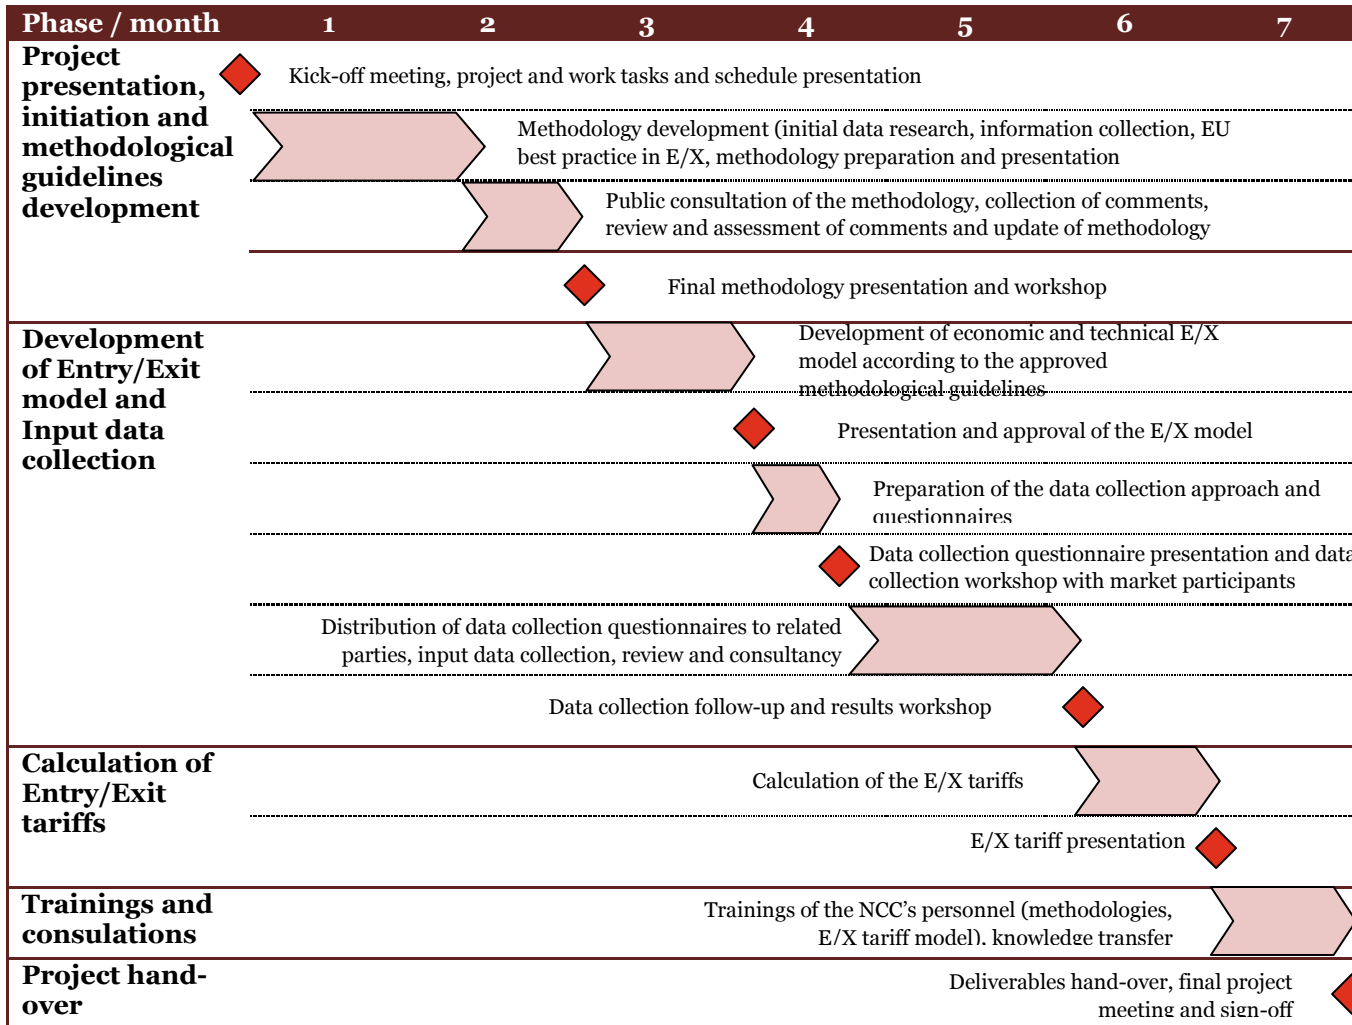 Phase / month 1 2 3 4 5 6 7
Project
presentation,
initiation and
methodological
guidelines
development
Kick-off meeting, project and work tasks and schedule presentation
Methodology development (initial data research, information collection, EU
best practice in E/X, methodology preparation and presentation
Public consultation of the methodology, collection of comments,
review and assessment of comments and update of methodology
Final methodology presentation and workshop
Development
of Entry/Exit
model and
Input data
collection
Development of economic and technical E/X
model according to the approved
methodological guidelines
Presentation and approval of the E/X model
Preparation of the data collection approach and
questionnaires
Data collection questionnaire presentation and data
collection workshop with market participants
Distribution of data collection questionnaires to related
parties, input data collection, review and consultancy
Data collection follow-up and results workshop
Calculation of
Entry/Exit
tariffs
Calculation of the E/X tariffs
E/X tariff presentation
Trainings and
consulations
Trainings of the NCC's personnel (methodologies,
E/X tariff model), knowledge transfer
Project hand-
over
Deliverables hand-over, final project
meeting and sign-off